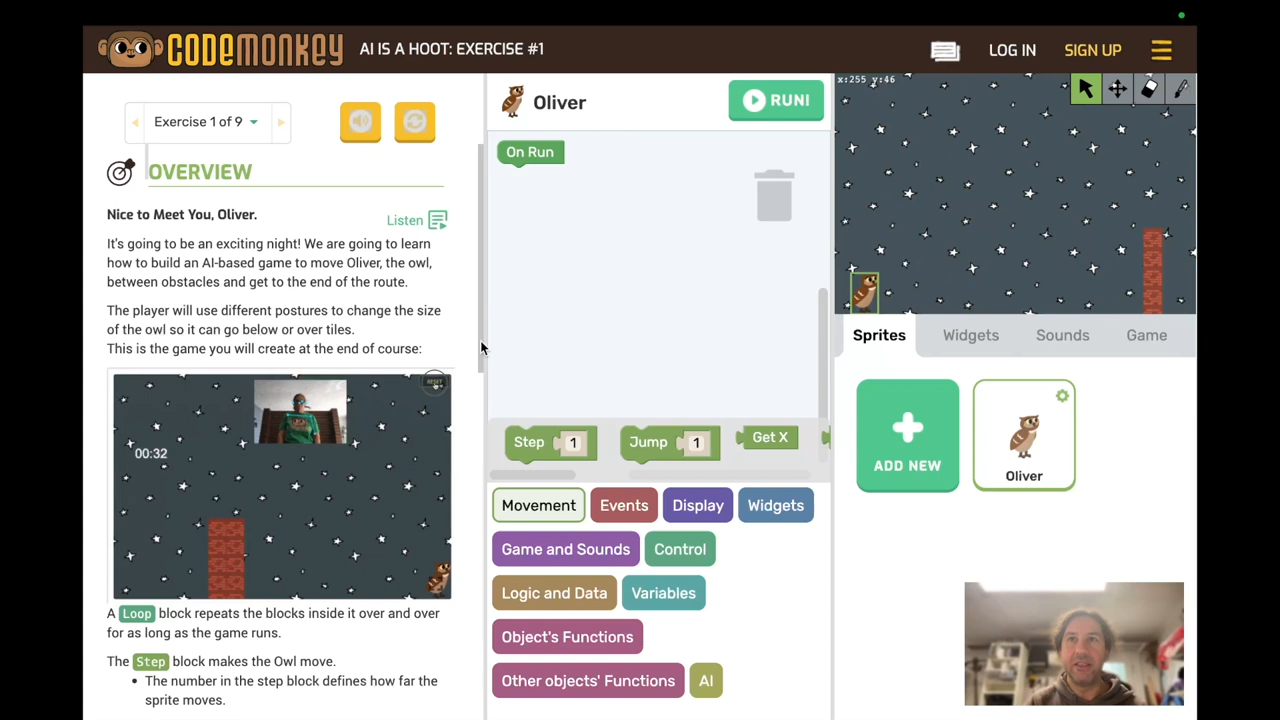 CODEMONKEY
AI IS A HOOT: EXERCISE #1
LOG IN
SIGN UP
Exercise 1 of 9
OVERVIEW
Nice to Meet You, Oliver.
Listen
It's going to be an exciting night! We are going to learn
how to build an AI-based game to move Oliver, the owl,
between obstacles and get to the end of the route.
The player will use different postures to change the size
of the owl so it can go below or over tiles.
This is the game you will create at the end of course:
RESET
00:32
A Loop block repeats the blocks inside it over and over
for as long as the game runs.
The Step block makes the Owl move.
• The number in the step block defines how far the
sprite moves.
Oliver
RUN!
On Run
Step 1
Jump 1
Get X
Movement
Events
Display
Widgets
Game and Sounds
Control
Logic and Data
Variables
Object's Functions
Other objects' Functions
AI
x:255 y:46
Sprites
Widgets
Sounds
Game
ADD NEW
Oliver